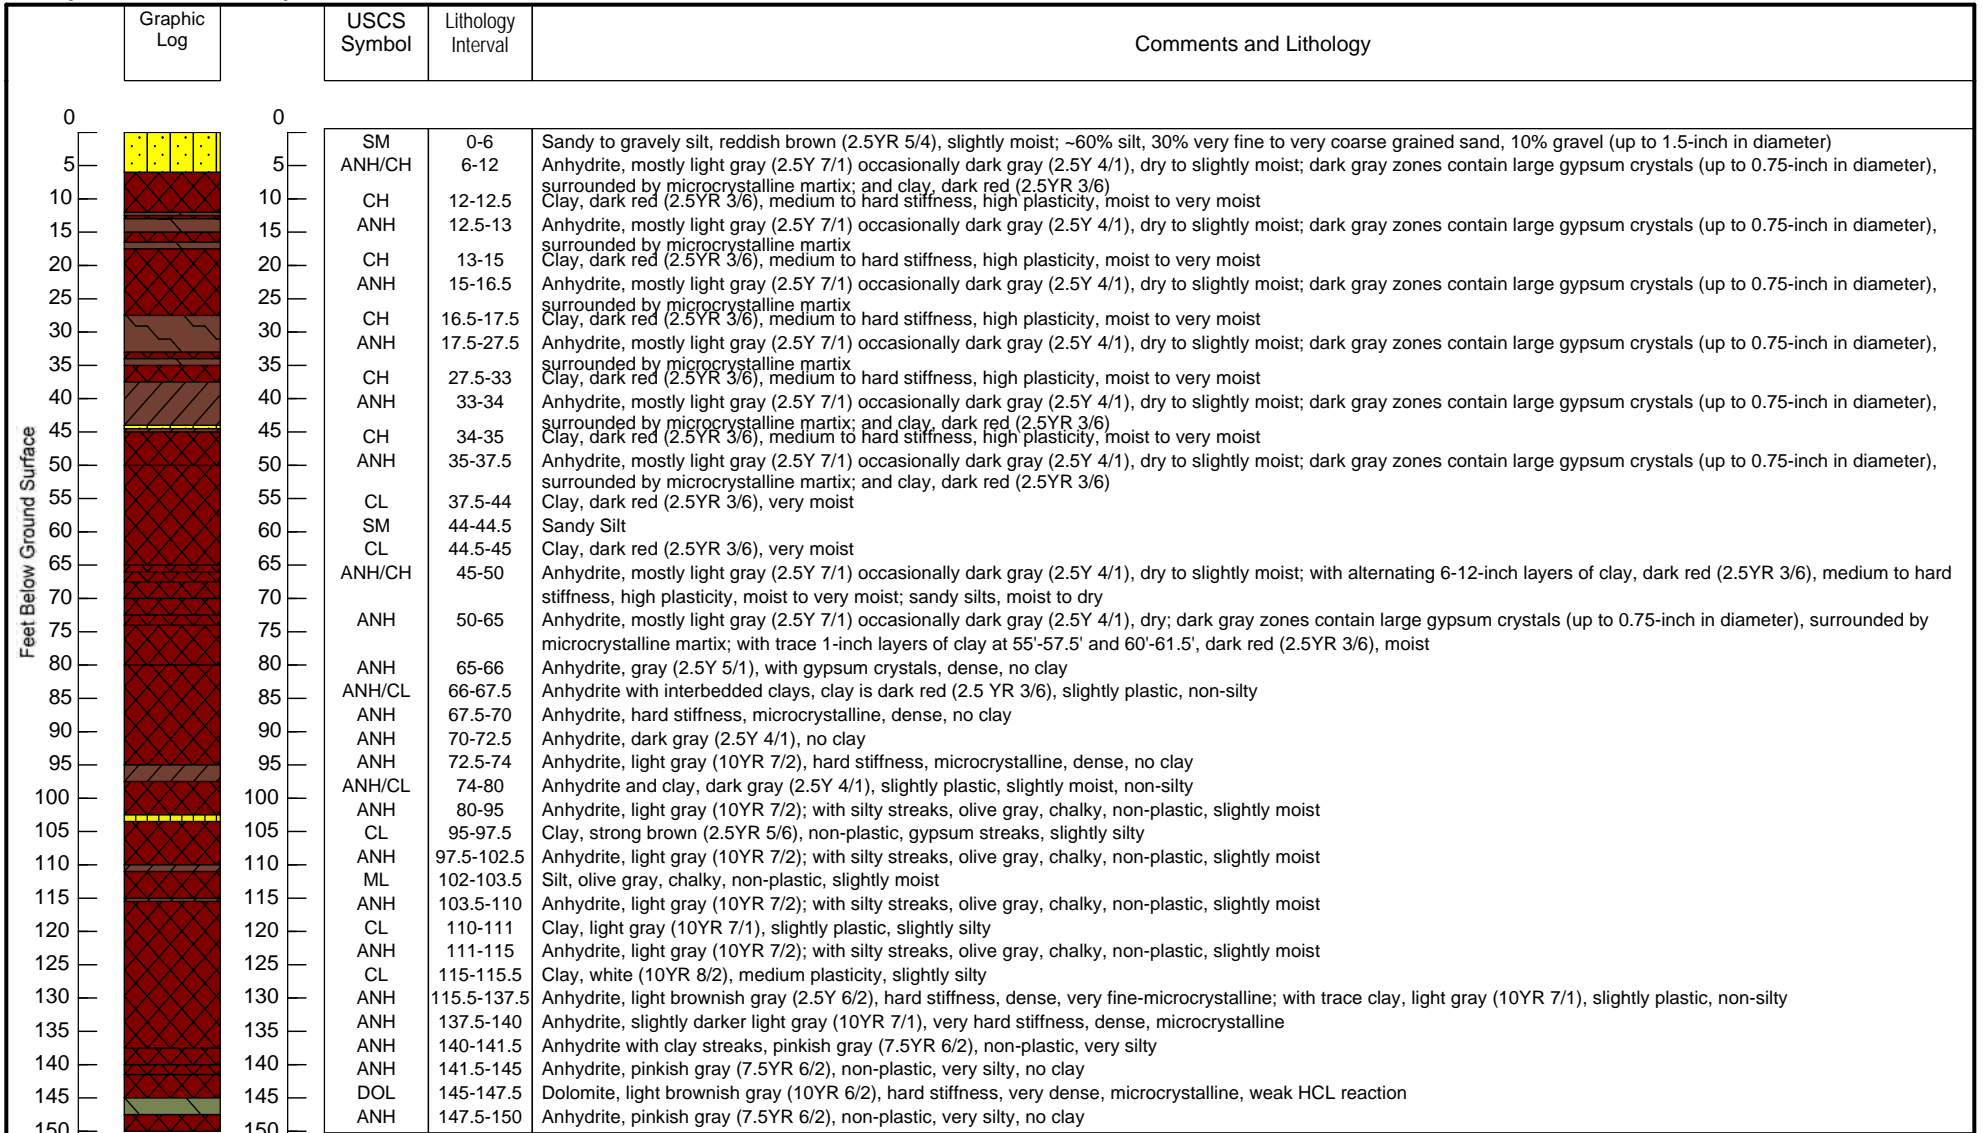 Graphic Log
USCS Symbol
Lithology Interval
Comments and Lithology
Feet Below Ground Surface
0 0
5 5
10 10
15 15
20 20
25 25
30 30
35 35
40 40
45 45
50 50
55 55
60 60
65 65
70 70
75 75
80 80
85 85
90 90
95 95
100 100
105 105
110 110
115 115
120 120
125 125
130 130
135 135
140 140
145 145
150 150
SM 0-6 Sandy to gravely silt, reddish brown (2.5YR 5/4), slightly moist; ~60% silt, 30% very fine to very coarse grained sand, 10% gravel (up to 1.5-inch in diameter)
ANH/CH 6-12 Anhydrite, mostly light gray (2.5Y 7/1) occasionally dark gray (2.5Y 4/1), dry to slightly moist; dark gray zones contain large gypsum crystals (up to 0.75-inch in diameter),
surrounded by microcrystalline martix; and clay, dark red (2.5YR 3/6)
CH 12-12.5 Clay, dark red (2.5YR 3/6), medium to hard stiffness, high plasticity, moist to very moist
ANH 12.5-13 Anhydrite, mostly light gray (2.5Y 7/1) occasionally dark gray (2.5Y 4/1), dry to slightly moist; dark gray zones contain large gypsum crystals (up to 0.75-inch in diameter),
surrounded by microcrystalline martix
CH 13-15 Clay, dark red (2.5YR 3/6), medium to hard stiffness, high plasticity, moist to very moist
ANH 15-16.5 Anhydrite, mostly light gray (2.5Y 7/1) occasionally dark gray (2.5Y 4/1), dry to slightly moist; dark gray zones contain large gypsum crystals (up to 0.75-inch in diameter),
surrounded by microcrystalline martix
CH 16.5-17.5 Clay, dark red (2.5YR 3/6), medium to hard stiffness, high plasticity, moist to very moist
ANH 17.5-27.5 Anhydrite, mostly light gray (2.5Y 7/1) occasionally dark gray (2.5Y 4/1), dry to slightly moist; dark gray zones contain large gypsum crystals (up to 0.75-inch in diameter),
surrounded by microcrystalline martix
CH 27.5-33 Clay, dark red (2.5YR 3/6), medium to hard stiffness, high plasticity, moist to very moist
ANH 33-34 Anhydrite, mostly light gray (2.5Y 7/1) occasionally dark gray (2.5Y 4/1), dry to slightly moist; dark gray zones contain large gypsum crystals (up to 0.75-inch in diameter),
surrounded by microcrystalline martix; and clay, dark red (2.5YR 3/6)
CH 34-35 Clay, dark red (2.5YR 3/6), medium to hard stiffness, high plasticity, moist to very moist
ANH 35-37.5 Anhydrite, mostly light gray (2.5Y 7/1) occasionally dark gray (2.5Y 4/1), dry to slightly moist; dark gray zones contain large gypsum crystals (up to 0.75-inch in diameter),
surrounded by microcrystalline martix; and clay, dark red (2.5YR 3/6)
CL 37.5-44 Clay, dark red (2.5YR 3/6), very moist
SM 44-44.5 Sandy Silt
CL 44.5-45 Clay, dark red (2.5YR 3/6), very moist
ANH/CH 45-50 Anhydrite, mostly light gray (2.5Y 7/1) occasionally dark gray (2.5Y 4/1), dry to slightly moist; with alternating 6-12-inch layers of clay, dark red (2.5YR 3/6), medium to hard
stiffness, high plasticity, moist to very moist; sandy silts, moist to dry
ANH 50-65 Anhydrite, mostly light gray (2.5Y 7/1) occasionally dark gray (2.5Y 4/1), dry; dark gray zones contain large gypsum crystals (up to 0.75-inch in diameter), surrounded by
microcrystalline martix; with trace 1-inch layers of clay at 55'-57.5' and 60'-61.5', dark red (2.5YR 3/6), moist
ANH 65-66 Anhydrite, gray (2.5Y 5/1), with gypsum crystals, dense, no clay
ANH/CL 66-67.5 Anhydrite with interbedded clays, clay is dark red (2.5 YR 3/6), slightly plastic, non-silty
ANH 67.5-70 Anhydrite, hard stiffness, microcrystalline, dense, no clay
ANH 70-72.5 Anhydrite, dark gray (2.5Y 4/1), no clay
ANH 72.5-74 Anhydrite, light gray (10YR 7/2), hard stiffness, microcrystalline, dense, no clay
ANH/CL 74-80 Anhydrite and clay, dark gray (2.5Y 4/1), slightly plastic, slightly moist, non-silty
ANH 80-95 Anhydrite, light gray (10YR 7/2); with silty streaks, olive gray, chalky, non-plastic, slightly moist
CL 95-97.5 Clay, strong brown (2.5YR 5/6), non-plastic, gypsum streaks, slightly silty
ANH 97.5-102.5 Anhydrite, light gray (10YR 7/2); with silty streaks, olive gray, chalky, non-plastic, slightly moist
ML 102-103.5 Silt, olive gray, chalky, non-plastic, slightly moist
ANH 103.5-110 Anhydrite, light gray (10YR 7/2); with silty streaks, olive gray, chalky, non-plastic, slightly moist
CL 110-111 Clay, light gray (10YR 7/1), slightly plastic, slightly silty
ANH 111-115 Anhydrite, light gray (10YR 7/2); with silty streaks, olive gray, chalky, non-plastic, slightly moist
CL 115-115.5 Clay, white (10YR 8/2), medium plasticity, slightly silty
ANH 115.5-137.5 Anhydrite, light brownish gray (2.5Y 6/2), hard stiffness, dense, very fine-microcrystalline; with trace clay, light gray (10YR 7/1), slightly plastic, non-silty
ANH 137.5-140 Anhydrite, slightly darker light gray (10YR 7/1), very hard stiffness, dense, microcrystalline
ANH 140-141.5 Anhydrite with clay streaks, pinkish gray (7.5YR 6/2), non-plastic, very silty
ANH 141.5-145 Anhydrite, pinkish gray (7.5YR 6/2), non-plastic, very silty, no clay
DOL 145-147.5 Dolomite, light brownish gray (10YR 6/2), hard stiffness, very dense, microcrystalline, weak HCL reaction
ANH 147.5-150 Anhydrite, pinkish gray (7.5YR 6/2), non-plastic, very silty, no clay